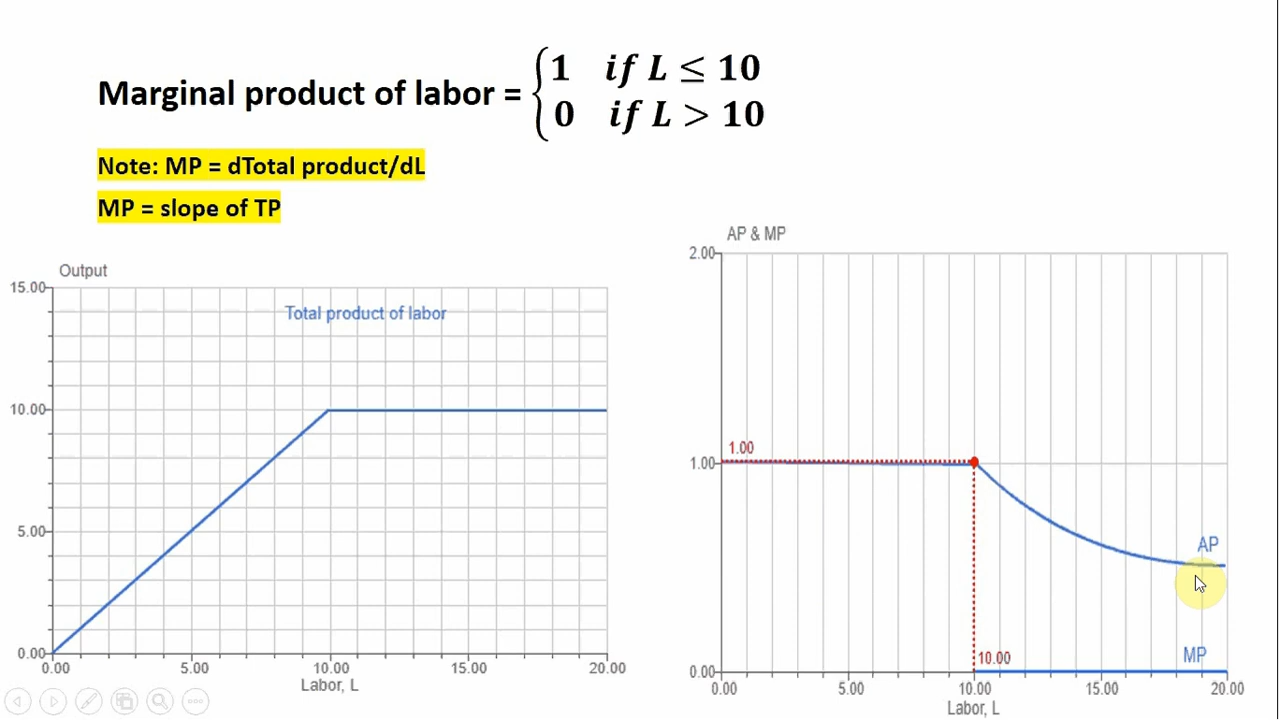 Marginal product of labor = { 1 if L ≤ 10
0 if L > 10
Note: MP = dTotal product/dL
MP = slope of TP
Output
15.00
Total product of labor
10.00
5.00
0.00
0.00 5.00 10.00 15.00 20.00
Labor, L
AP & MP
2.00
1.00
1.00
AP
MP
10.00
0.00
0.00 5.00 10.00 15.00 20.00
Labor, L